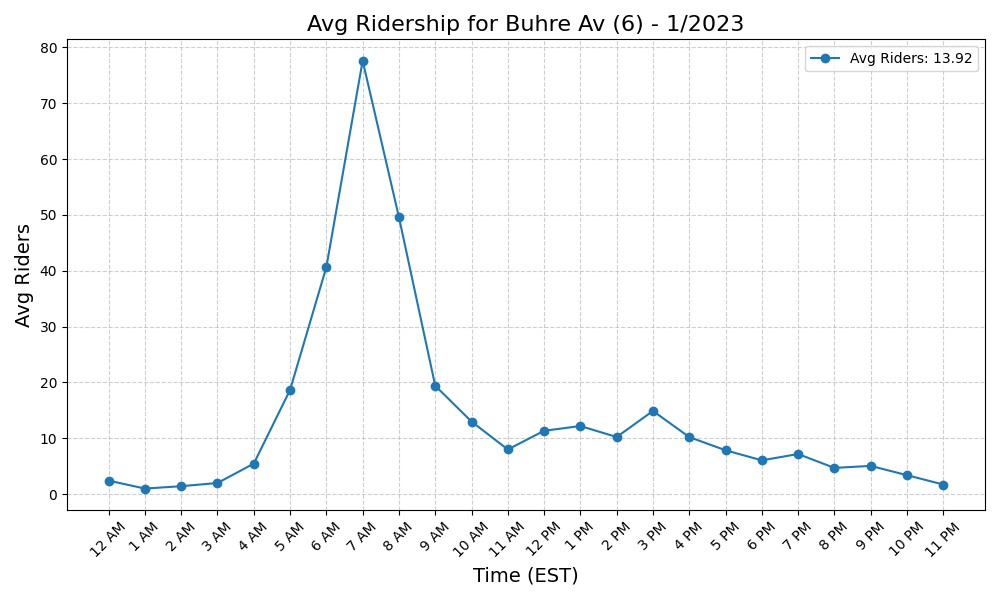 Avg Ridership for Buhre Av (6) - 1/2023
Avg Riders: 13.92
Avg Riders
80
70
60
50
40
30
20
10
0
12 AM
1 AM
2 AM
3 AM
4 AM
5 AM
6 AM
7 AM
8 AM
9 AM
10 AM
11 AM
12 PM
1 PM
2 PM
3 PM
4 PM
5 PM
6 PM
7 PM
8 PM
9 PM
10 PM
11 PM
Time (EST)